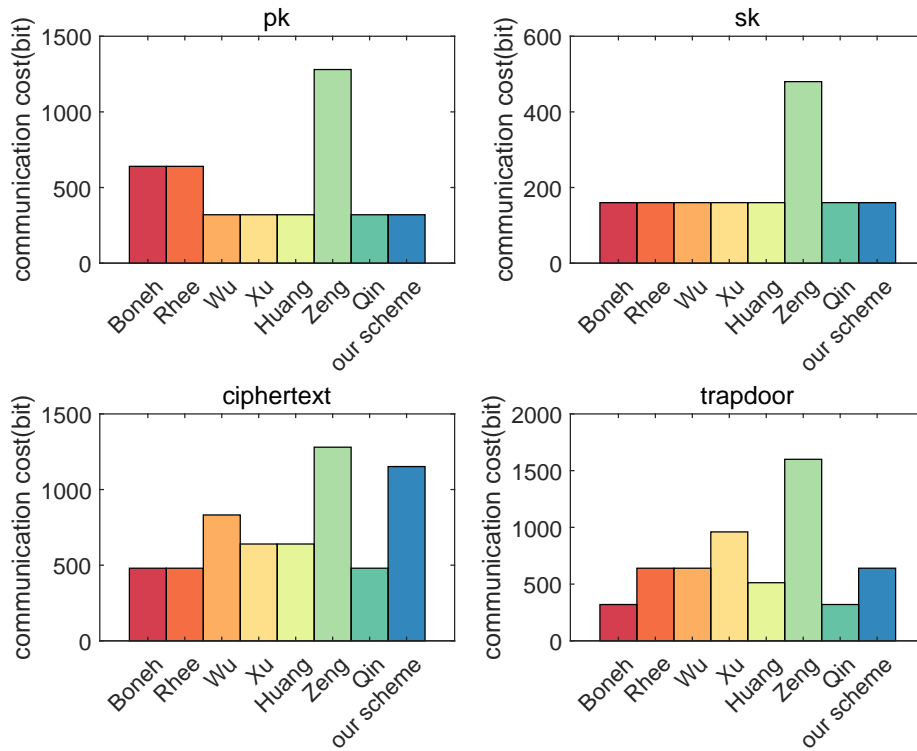 pk
communication cost(bit)
1500
1000
500
0
Boneh
Rhee
Wu
Xu
Huang
Zeng
Qin
our scheme
sk
communication cost(bit)
600
400
200
0
Boneh
Rhee
Wu
Xu
Huang
Zeng
Qin
our scheme
ciphertext
communication cost(bit)
1500
1000
500
0
Boneh
Rhee
Wu
Xu
Huang
Zeng
Qin
our scheme
trapdoor
communication cost(bit)
2000
1500
1000
500
0
Boneh
Rhee
Wu
Xu
Huang
Zeng
Qin
our scheme